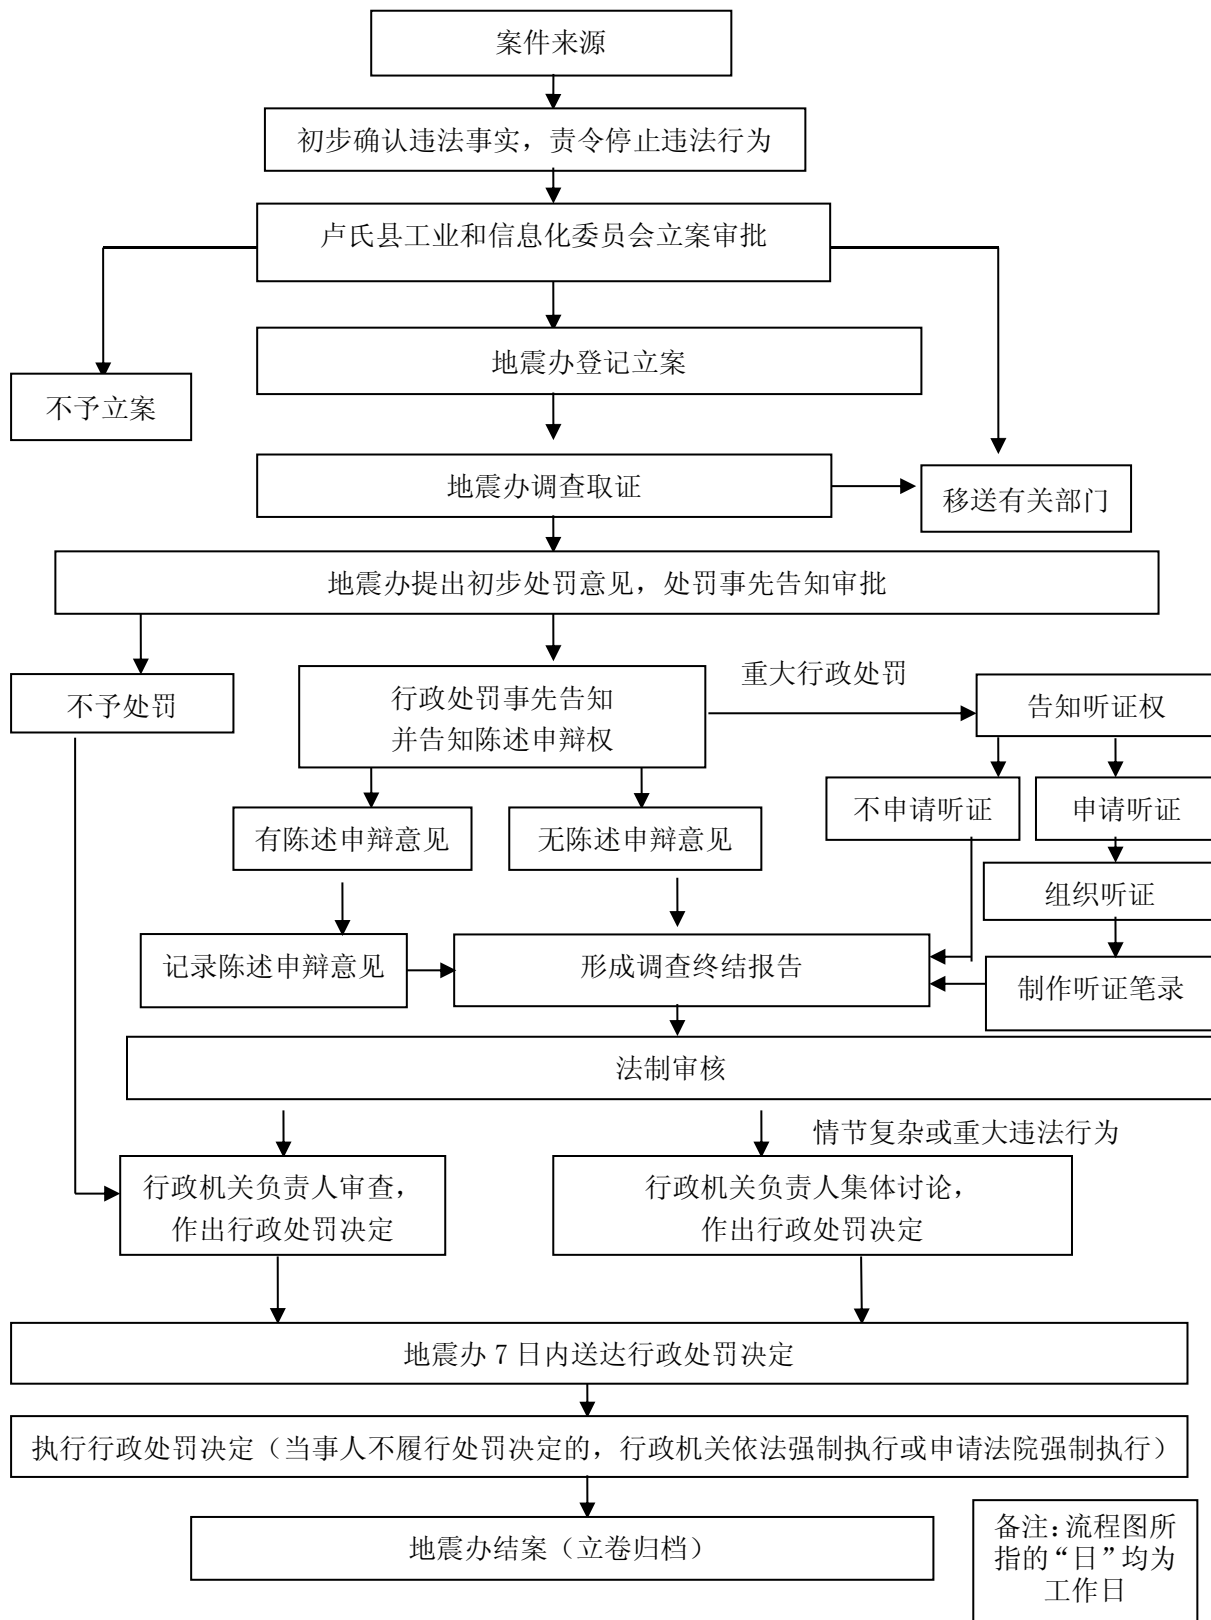 案件来源
初步确认违法事实，责令停止违法行为
卢氏县工业和信息化委员会立案审批
地震办登记立案
不予立案
地震办调查取证
移送有关部门
地震办提出初步处罚意见，处罚事先告知审批
不予处罚
行政处罚事先告知
并告知陈述申辩权
重大行政处罚
告知听证权
不申请听证
申请听证
有陈述申辩意见
无陈述申辩意见
组织听证
记录陈述申辩意见
形成调查终结报告
制作听证笔录
法制审核
情节复杂或重大违法行为
行政机关负责人审查，
作出行政处罚决定
行政机关负责人集体讨论，
作出行政处罚决定
地震办 7 日内送达行政处罚决定
执行行政处罚决定（当事人不履行处罚决定的，行政机关依法强制执行或申请法院强制执行）
地震办结案（立卷归档）
备注：流程图所
指的“日”均为
工作日